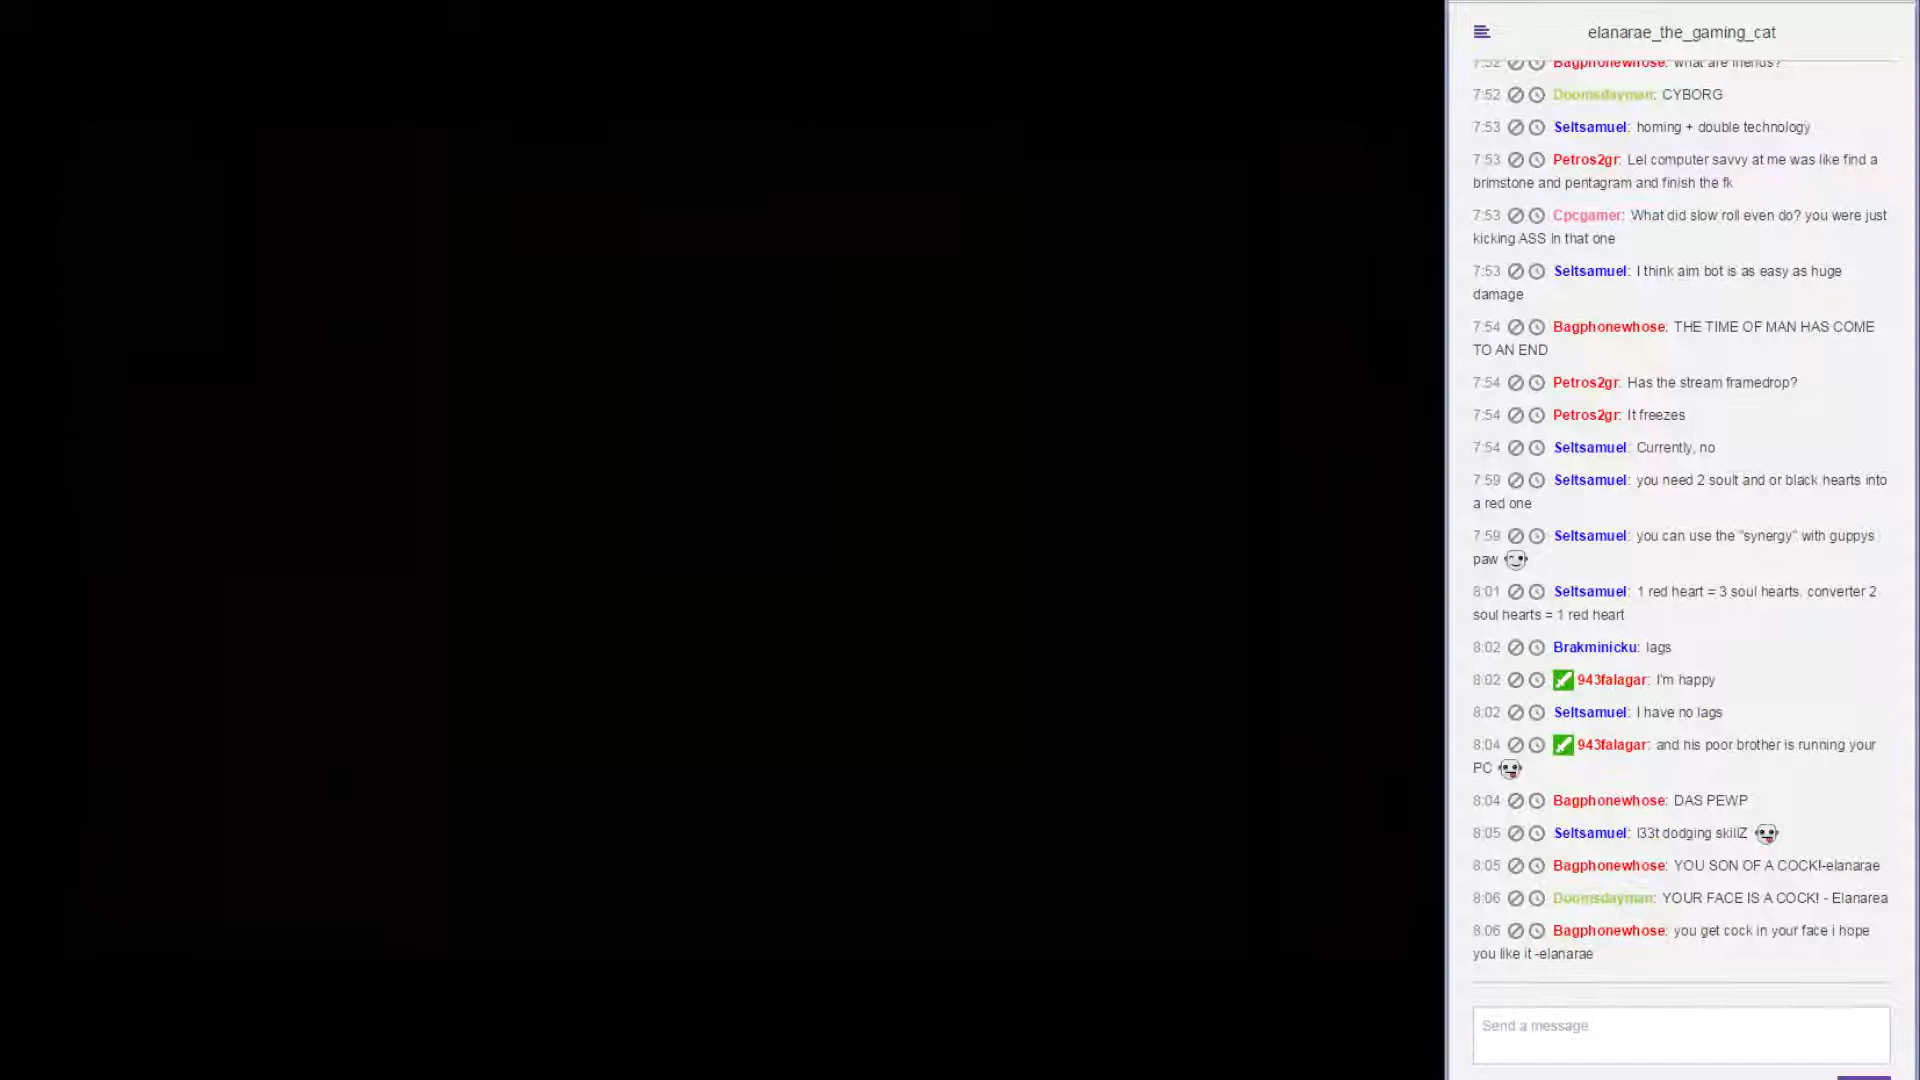 elanarae_the_gaming_cat
7:52 Bagphonewhose: what are friends?
7:52 Doomsdayman: CYBORG
7:53 Seltsamuel: homing + double technology
7:53 Petros2gr: Lel computer savvy at me was like find a
brimstone and pentagram and finish the fk
7:53 Cpcgamer: What did slow roll even do? you were just
kicking ASS in that one
7:53 Seltsamuel: I think aim bot is as easy as huge
damage
7:54 Bagphonewhose: THE TIME OF MAN HAS COME
TO AN END
7:54 Petros2gr: Has the stream framedrop?
7:54 Petros2gr: It freezes
7:54 Seltsamuel: Currently, no
7:59 Seltsamuel: you need 2 soult and or black hearts into
a red one
7:59 Seltsamuel: you can use the "synergy" with guppys
paw
8:01 Seltsamuel: 1 red heart = 3 soul hearts. converter 2
soul hearts = 1 red heart
8:02 Brakminicku: lags
8:02 943falagar: I'm happy
8:02 Seltsamuel: I have no lags
8:04 943falagar: and his poor brother is running your
PC
8:04 Bagphonewhose: DAS PEWP
8:05 Seltsamuel: l33t dodging skillZ
8:05 Bagphonewhose: YOU SON OF A COCK!-elanarae
8:06 Doomsdayman: YOUR FACE IS A COCK! - Elanarea
8:06 Bagphonewhose: you get cock in your face i hope
you like it -elanarae
Send a message